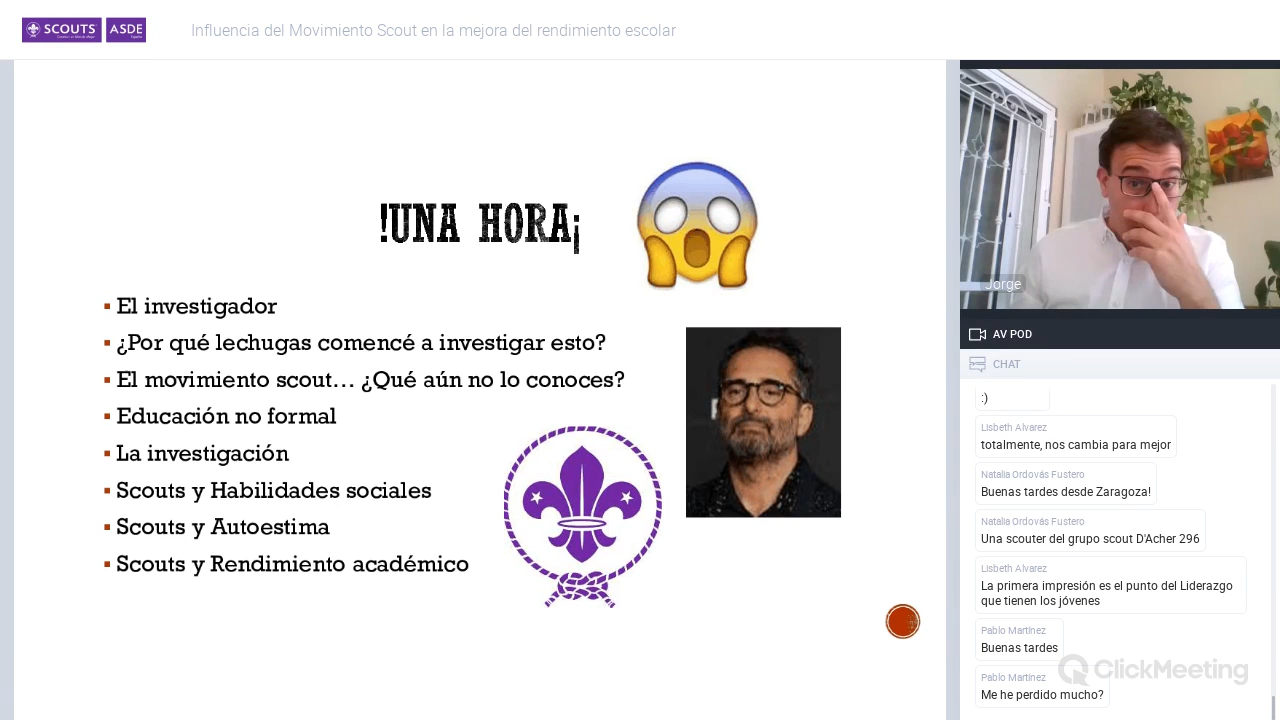 SCOUTS
ASDE
Influencia del Movimiento Scout en la mejora del rendimiento escolar
!UNA HORA¡
El investigador
¿Por qué lechugas comencé a investigar esto?
El movimiento scout… ¿Qué aún no lo conoces?
Educación no formal
La investigación
Scouts y Habilidades sociales
Scouts y Autoestima
Scouts y Rendimiento académico
Jorge
AV POD
CHAT
:)
Lisbeth Alvarez
totalmente, nos cambia para mejor
Natalia Ordovás Fustero
Buenas tardes desde Zaragoza!
Natalia Ordovás Fustero
Una scouter del grupo scout D'Acher 296
Lisbeth Alvarez
La primera impresión es el punto del Liderazgo
que tienen los jóvenes
Pablo Martínez
Buenas tardes
Pablo Martínez
Me he perdido mucho?
ClickMeeting